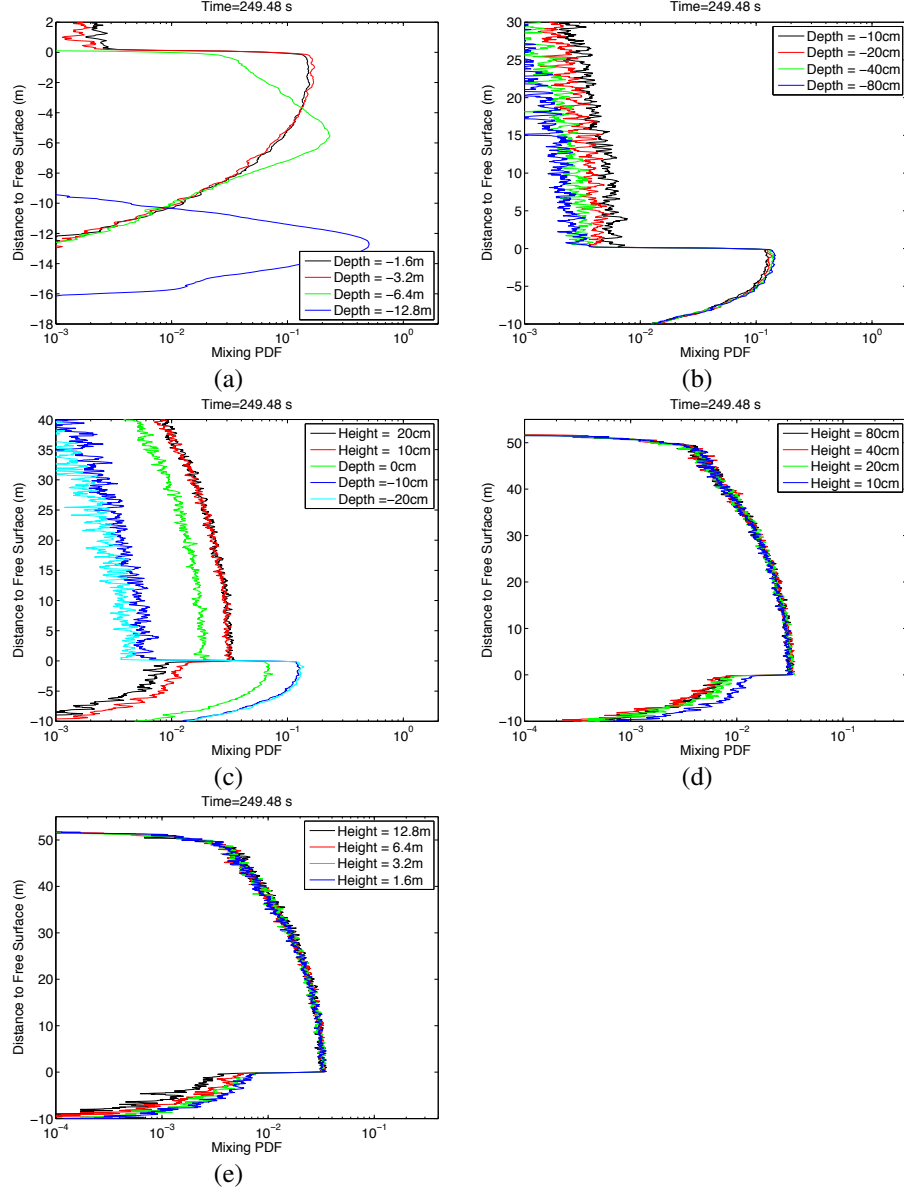 Time=249.48 s
2
0
−2
−4
−6
−8
−10
−12
−14
−16
−18
Distance to Free Surface (m)
Depth = −1.6m
Depth = −3.2m
Depth = −6.4m
Depth = −12.8m
10−3
10−2
10−1
100
Mixing PDF
(a)
Time=249.48 s
30
25
20
15
10
5
0
−5
−10
Distance to Free Surface (m)
Depth = −10cm
Depth = −20cm
Depth = −40cm
Depth = −80cm
10−3
10−2
10−1
100
Mixing PDF
(b)
Time=249.48 s
40
35
30
25
20
15
10
5
0
−5
−10
Distance to Free Surface (m)
Height = 20cm
Height = 10cm
Depth = 0cm
Depth =−10cm
Depth =−20cm
10−3
10−2
10−1
100
Mixing PDF
(c)
Time=249.48 s
50
40
30
20
10
0
−10
Distance to Free Surface (m)
Height = 80cm
Height = 40cm
Height = 20cm
Height = 10cm
10−4
10−3
10−2
10−1
Mixing PDF
(d)
Time=249.48 s
50
40
30
20
10
0
−10
Distance to Free Surface (m)
Height = 12.8m
Height = 6.4m
Height = 3.2m
Height = 1.6m
10−4
10−3
10−2
10−1
Mixing PDF
(e)